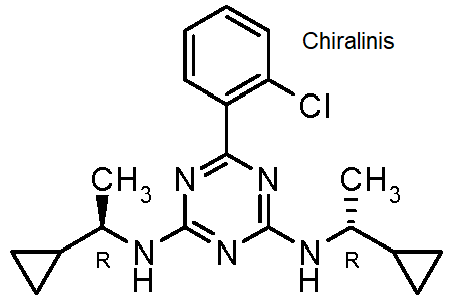 Chiralinis
Cl
CH3 CH3
N N
R N H N N H R